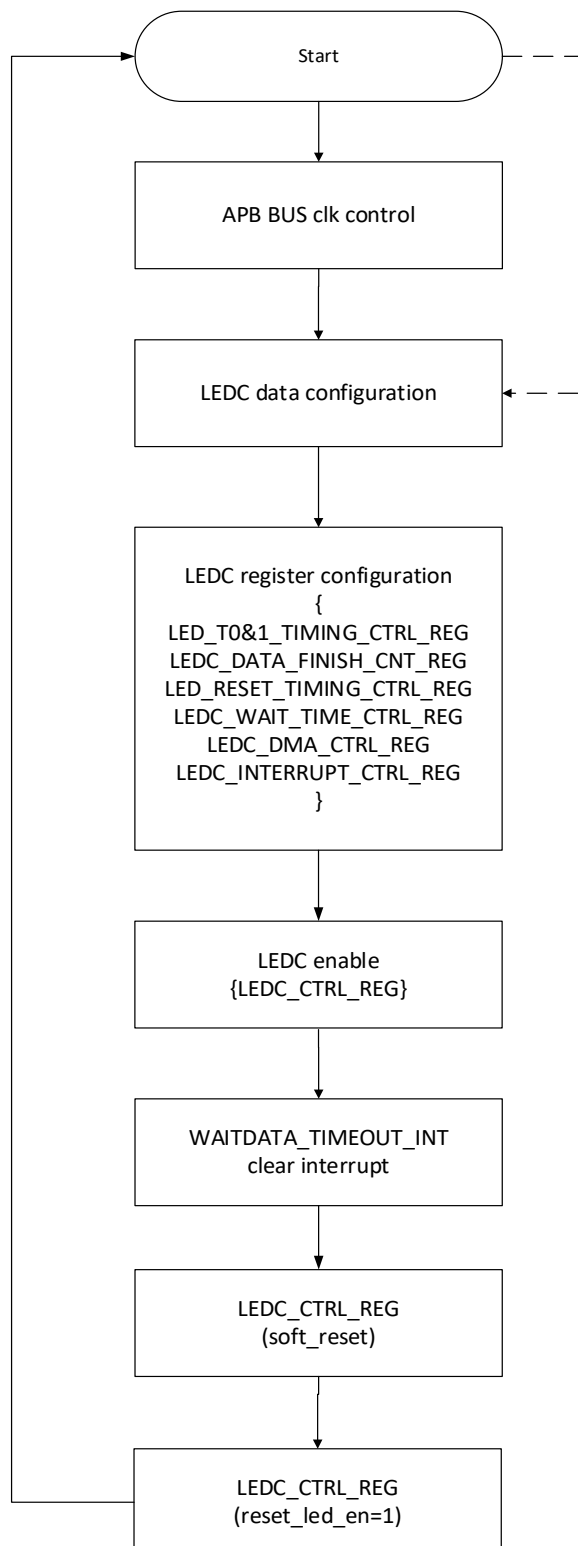 Start
APB BUS clk control
LEDC data configuration
LEDC register configuration
{
LED_T0&1_TIMING_CTRL_REG
LEDC_DATA_FINISH_CNT_REG
LED_RESET_TIMING_CTRL_REG
LEDC_WAIT_TIME_CTRL_REG
LEDC_DMA_CTRL_REG
LEDC_INTERRUPT_CTRL_REG
}
LEDC enable
{LEDC_CTRL_REG}
WAITDATA_TIMEOUT_INT
clear interrupt
LEDC_CTRL_REG
(soft_reset)
LEDC_CTRL_REG
(reset_led_en=1)